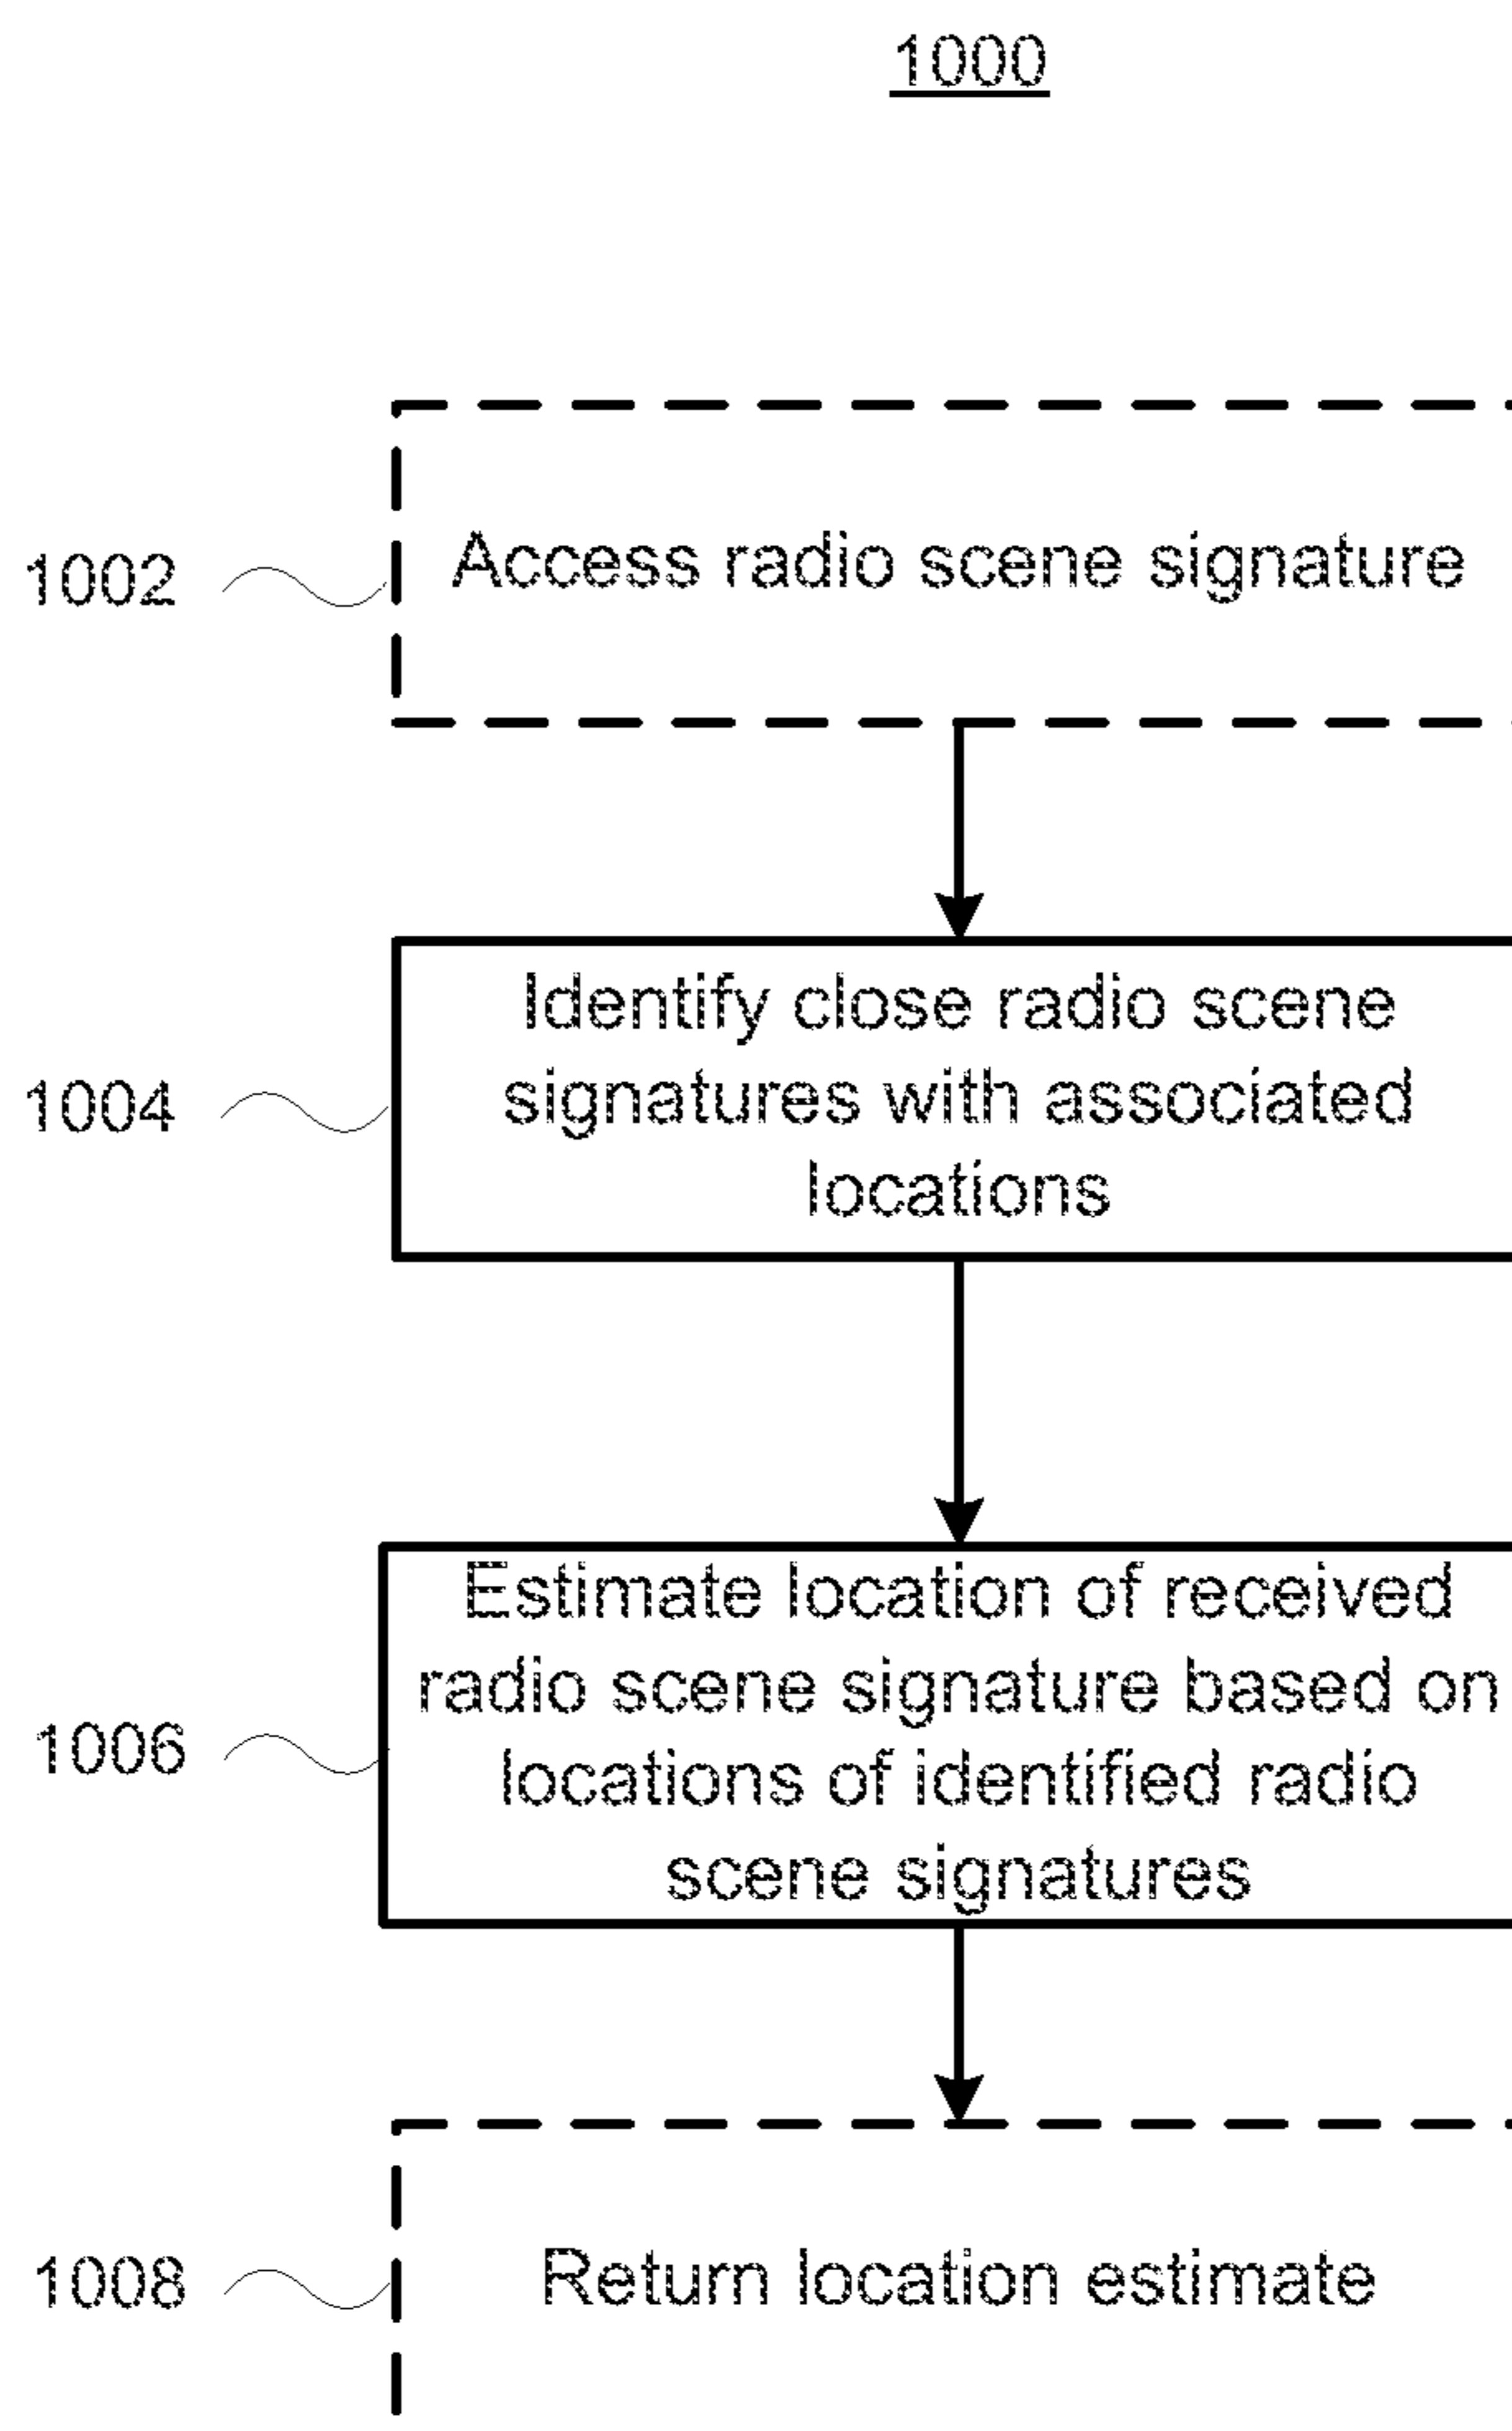 1000
1002
Access radio scene signature
1004
Identify close radio scene
signatures with associated
locations
1006
Estimate location of received
radio scene signature based on
locations of identified radio
scene signatures
1008
Return location estimate